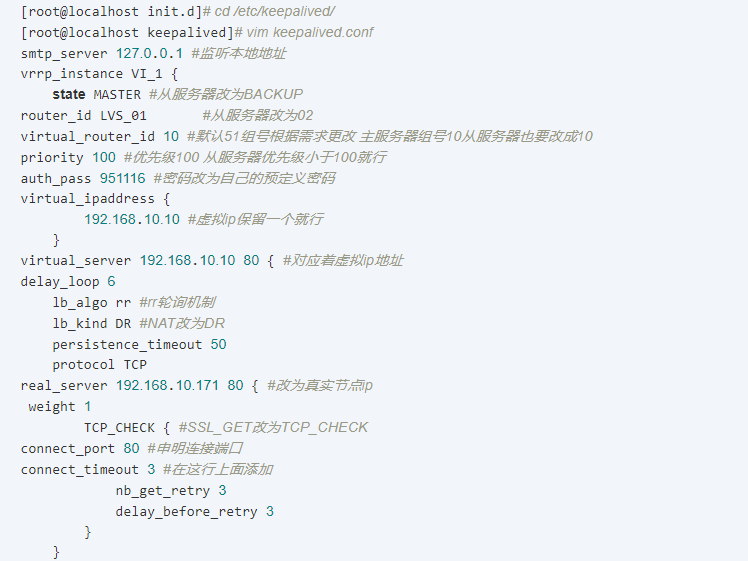 [root@localhost init.d]# cd /etc/keepalived/
[root@localhost keepalived]# vim keepalived.conf
smtp_server 127.0.0.1 #监听本地地址
vrrp_instance VI_1 {
    state MASTER #从服务器改为BACKUP
router_id LVS_01       #从服务器改为02
virtual_router_id 10 #默认51组号根据需求更改 主服务器组号10从服务器也要改成10
priority 100 #优先级100 从服务器优先级小于100就行
auth_pass 951116 #密码改为自己的预定义密码
virtual_ipaddress {
        192.168.10.10 #虚拟ip保留一个就行
    }
virtual_server 192.168.10.10 80 { #对应着虚拟ip地址
delay_loop 6
    lb_algo rr #rr轮询机制
    lb_kind DR #NAT改为DR
    persistence_timeout 50
    protocol TCP
real_server 192.168.10.171 80 { #改为真实节点ip
 weight 1
        TCP_CHECK { #SSL_GET改为TCP_CHECK
connect_port 80 #申明连接端口
connect_timeout 3 #在这行上面添加
            nb_get_retry 3
            delay_before_retry 3
        }
    }